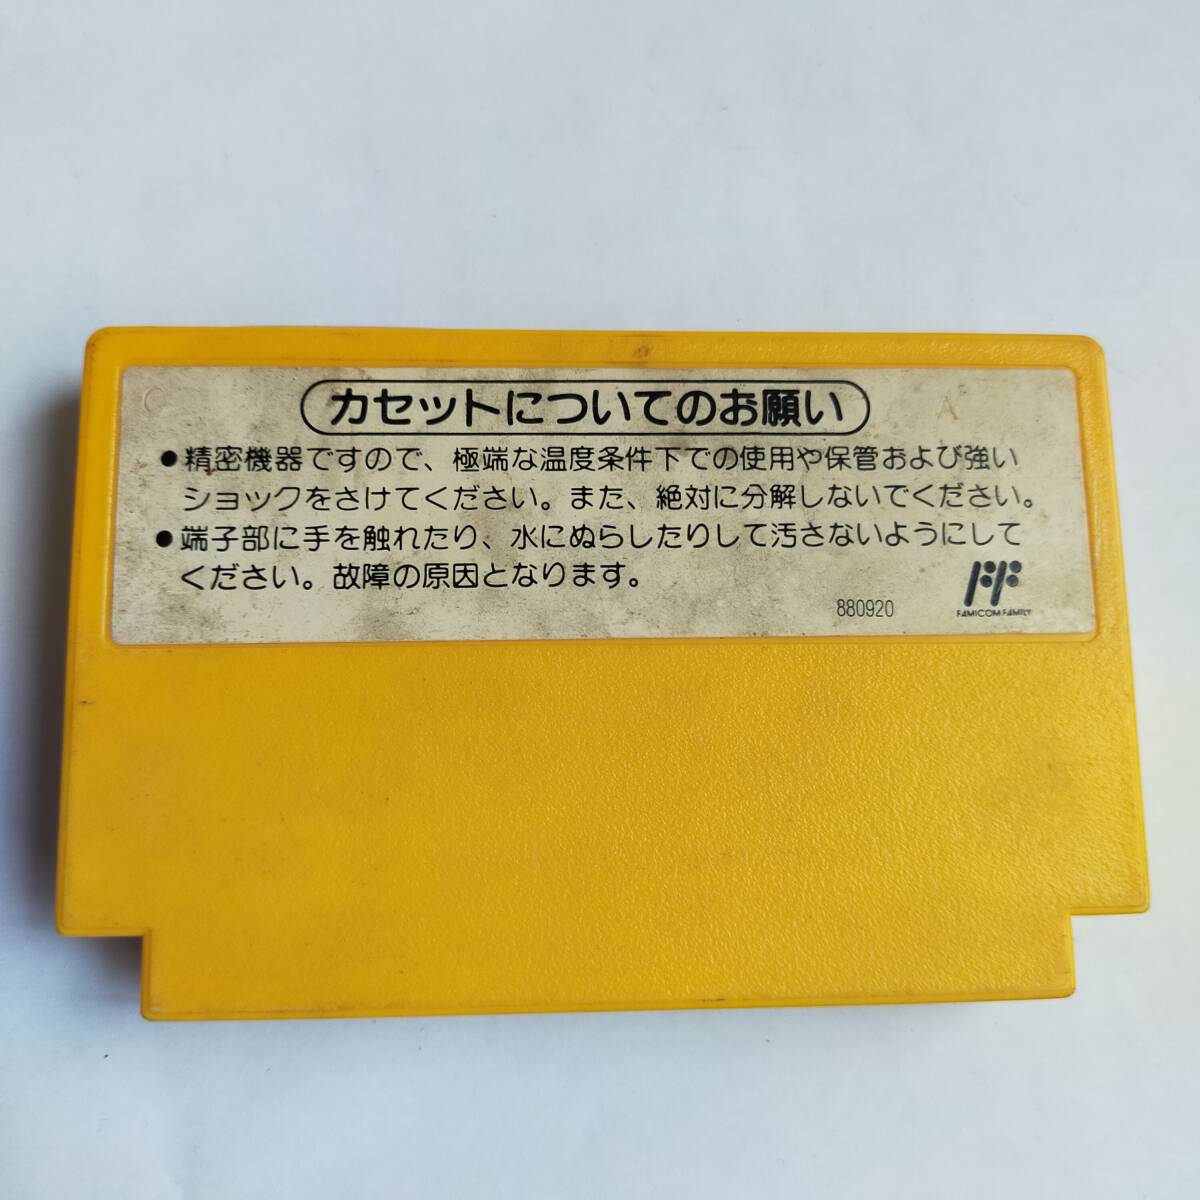 カセットについてのお願い
●精密機器ですので、極端な温度条件下での使用や保管および強い
ショックをさけてください。また、絶対に分解しないでください。
●端子部に手を触れたり、水にぬらしたりして汚さないようにして
ください。故障の原因となります。
880920
FAMICOM FAMILY
A